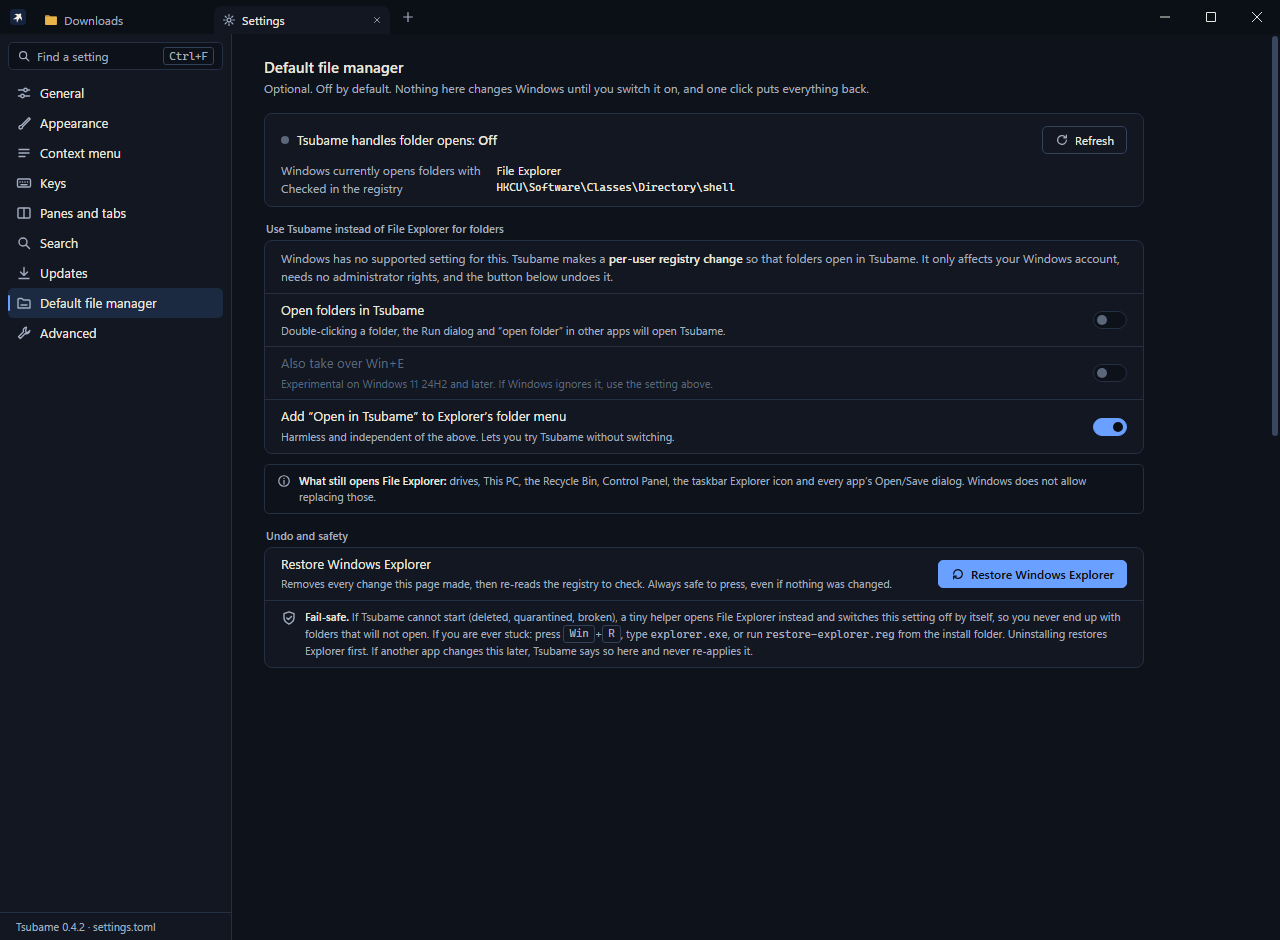 Downloads
Settings
Find a setting
Ctrl+F
General
Appearance
Context menu
Keys
Panes and tabs
Search
Updates
Default file manager
Advanced
Tsubame 0.4.2 · settings.toml
Default file manager
Optional. Off by default. Nothing here changes Windows until you switch it on, and one click puts everything back.
Tsubame handles folder opens: Off
Refresh
Windows currently opens folders with File Explorer
Checked in the registry HKCU\Software\Classes\Directory\shell
Use Tsubame instead of File Explorer for folders
Windows has no supported setting for this. Tsubame makes a per-user registry change so that folders open in Tsubame. It only affects your Windows account,
needs no administrator rights, and the button below undoes it.
Open folders in Tsubame
Double-clicking a folder, the Run dialog and “open folder” in other apps will open Tsubame.
Also take over Win+E
Experimental on Windows 11 24H2 and later. If Windows ignores it, use the setting above.
Add “Open in Tsubame” to Explorer’s folder menu
Harmless and independent of the above. Lets you try Tsubame without switching.
What still opens File Explorer: drives, This PC, the Recycle Bin, Control Panel, the taskbar Explorer icon and every app’s Open/Save dialog. Windows does not allow
replacing those.
Undo and safety
Restore Windows Explorer
Removes every change this page made, then re-reads the registry to check. Always safe to press, even if nothing was changed.
Restore Windows Explorer
Fail-safe. If Tsubame cannot start (deleted, quarantined, broken), a tiny helper opens File Explorer instead and switches this setting off by itself, so you never end up with
folders that will not open. If you are ever stuck: press Win+R, type explorer.exe, or run restore-explorer.reg from the install folder. Uninstalling restores
Explorer first. If another app changes this later, Tsubame says so here and never re-applies it.